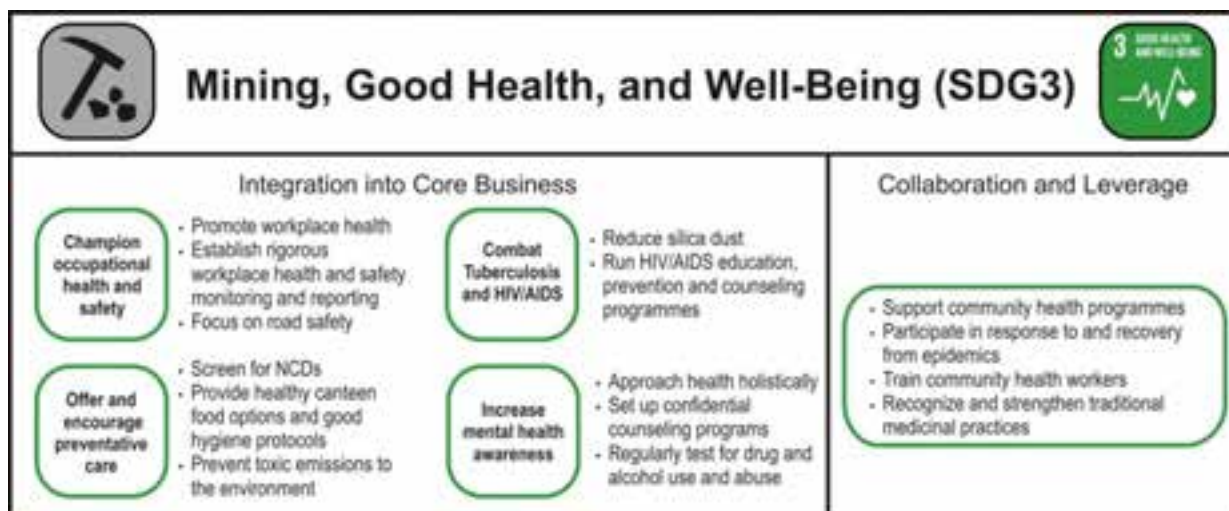 3 GOOD HEALTH
AND WELL-BEING
Mining, Good Health, and Well-Being (SDG3)
Integration into Core Business
Champion
occupational
health and
safety
• Promote workplace health
• Establish rigorous
workplace health and safety
monitoring and reporting
• Focus on road safety
Combat
Tuberculosis
and HIV/AIDS
• Reduce silica dust
• Run HIV/AIDS education,
prevention and counseling
programmes
Offer and
encourage
preventative
care
• Screen for NCDs
• Provide healthy canteen
food options and good
hygiene protocols
• Prevent toxic emissions to
the environment
Increase
mental health
awareness
• Approach health holistically
• Set up confidential
counseling programs
• Regularly test for drug and
alcohol use and abuse
Collaboration and Leverage
• Support community health programmes
• Participate in response to and recovery
from epidemics
• Train community health workers
• Recognize and strengthen traditional
medicinal practices